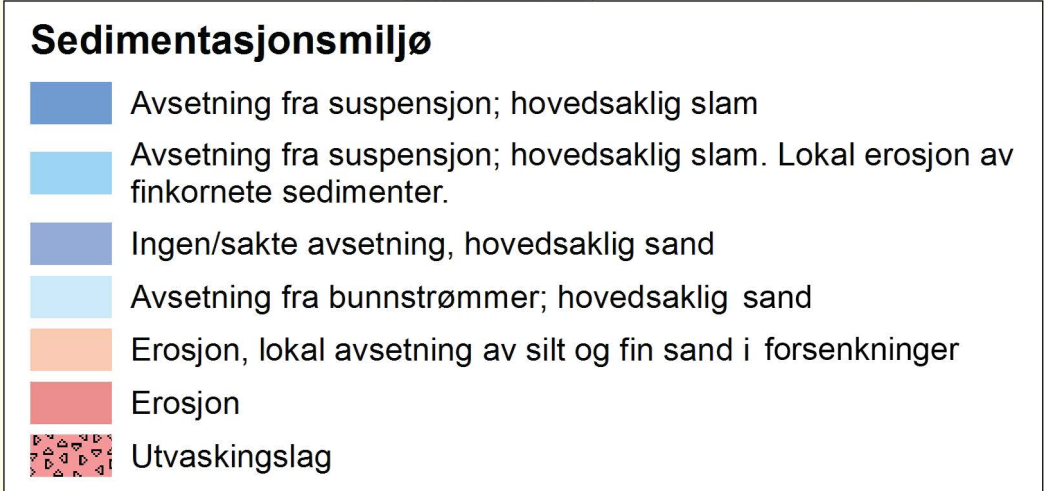 Sedimentasjonsmiljø
Avsetning fra suspensjon; hovedsaklig slam
Avsetning fra suspensjon; hovedsaklig slam. Lokal erosjon av
finkornete sedimenter.
Ingen/sakte avsetning, hovedsaklig sand
Avsetning fra bunnstrømmer; hovedsaklig sand
Erosjon, lokal avsetning av silt og fin sand i forsenkninger
Erosjon
Utvaskingslag